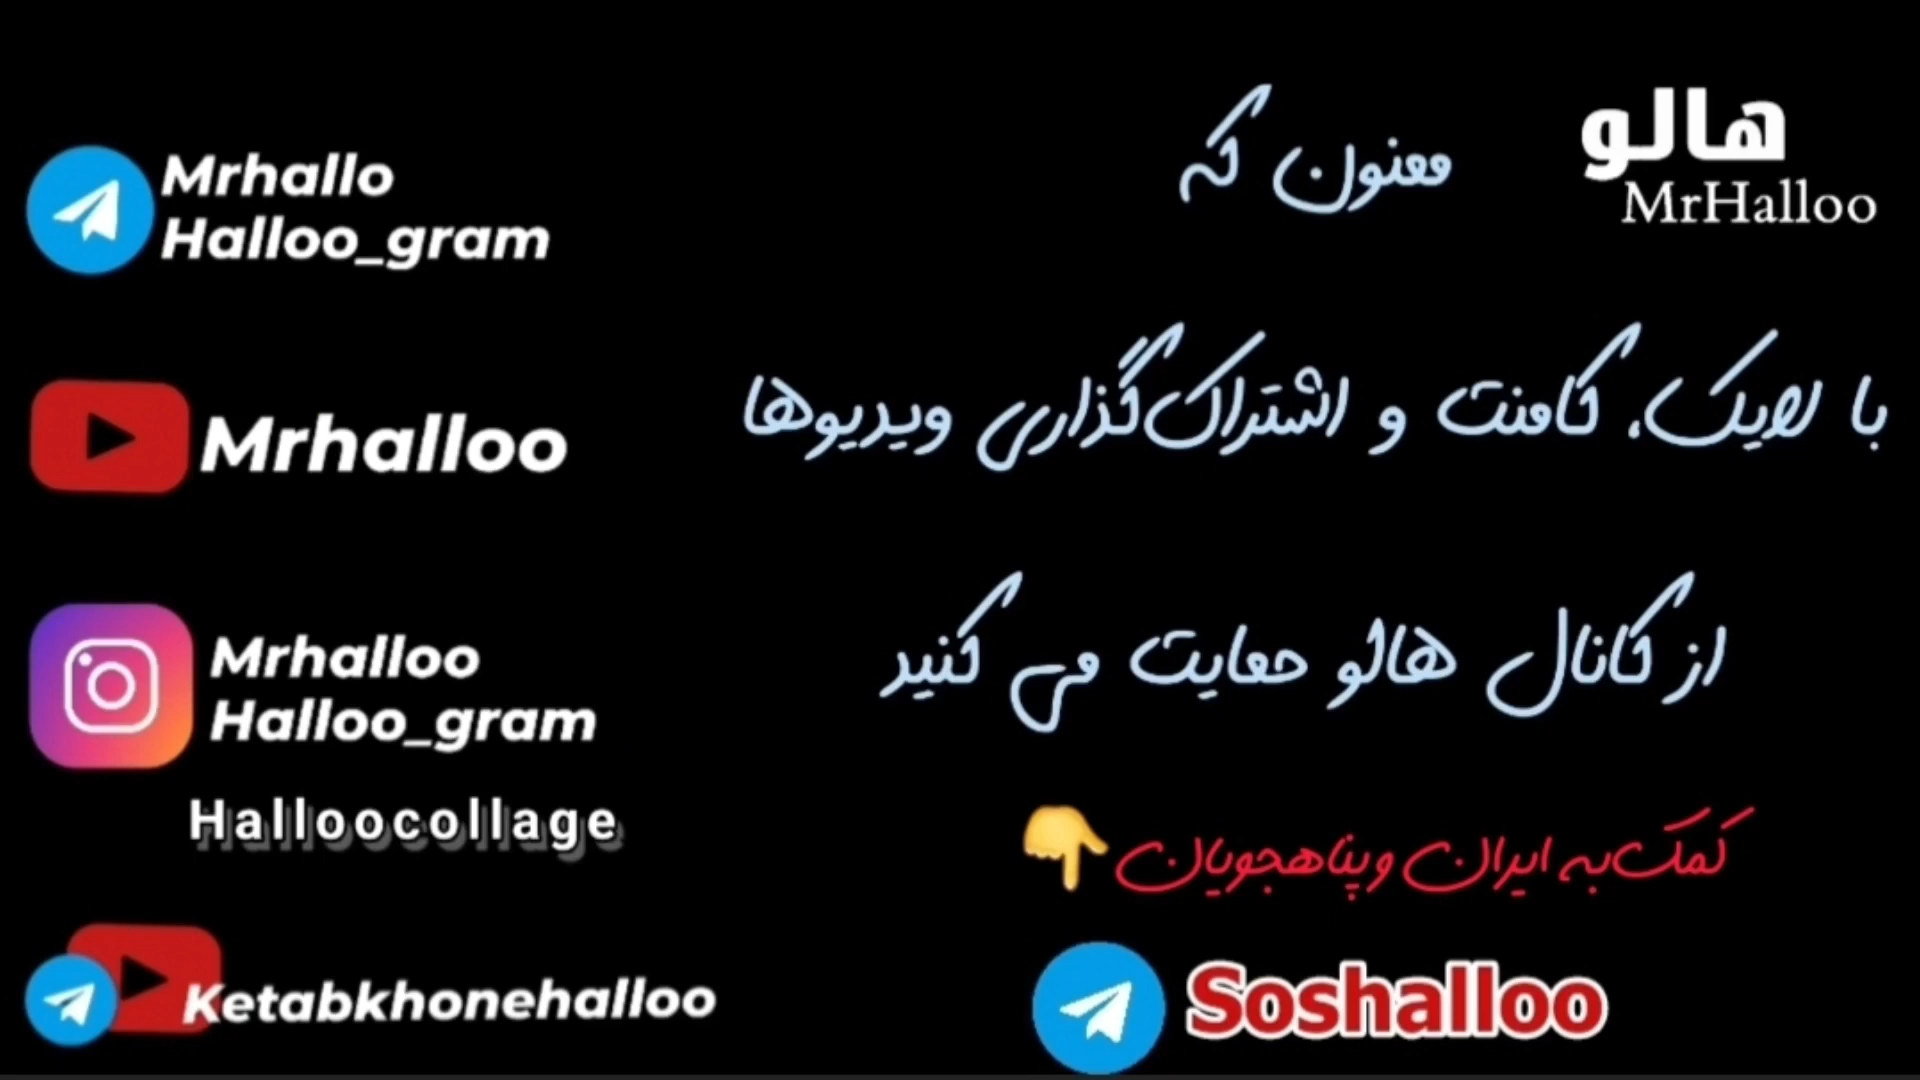 هالو
MrHalloo
ممنون که
با لایک، کامنت و اشتراک‌گذاری ویدیوها
از کانال هالو حمایت می کنید
کمک به ایران و پناهجویان
Soshalloo
Mrhallo
Halloo_gram
Mrhalloo
Mrhalloo
Halloo_gram
Halloocollage
Ketabkhonehalloo